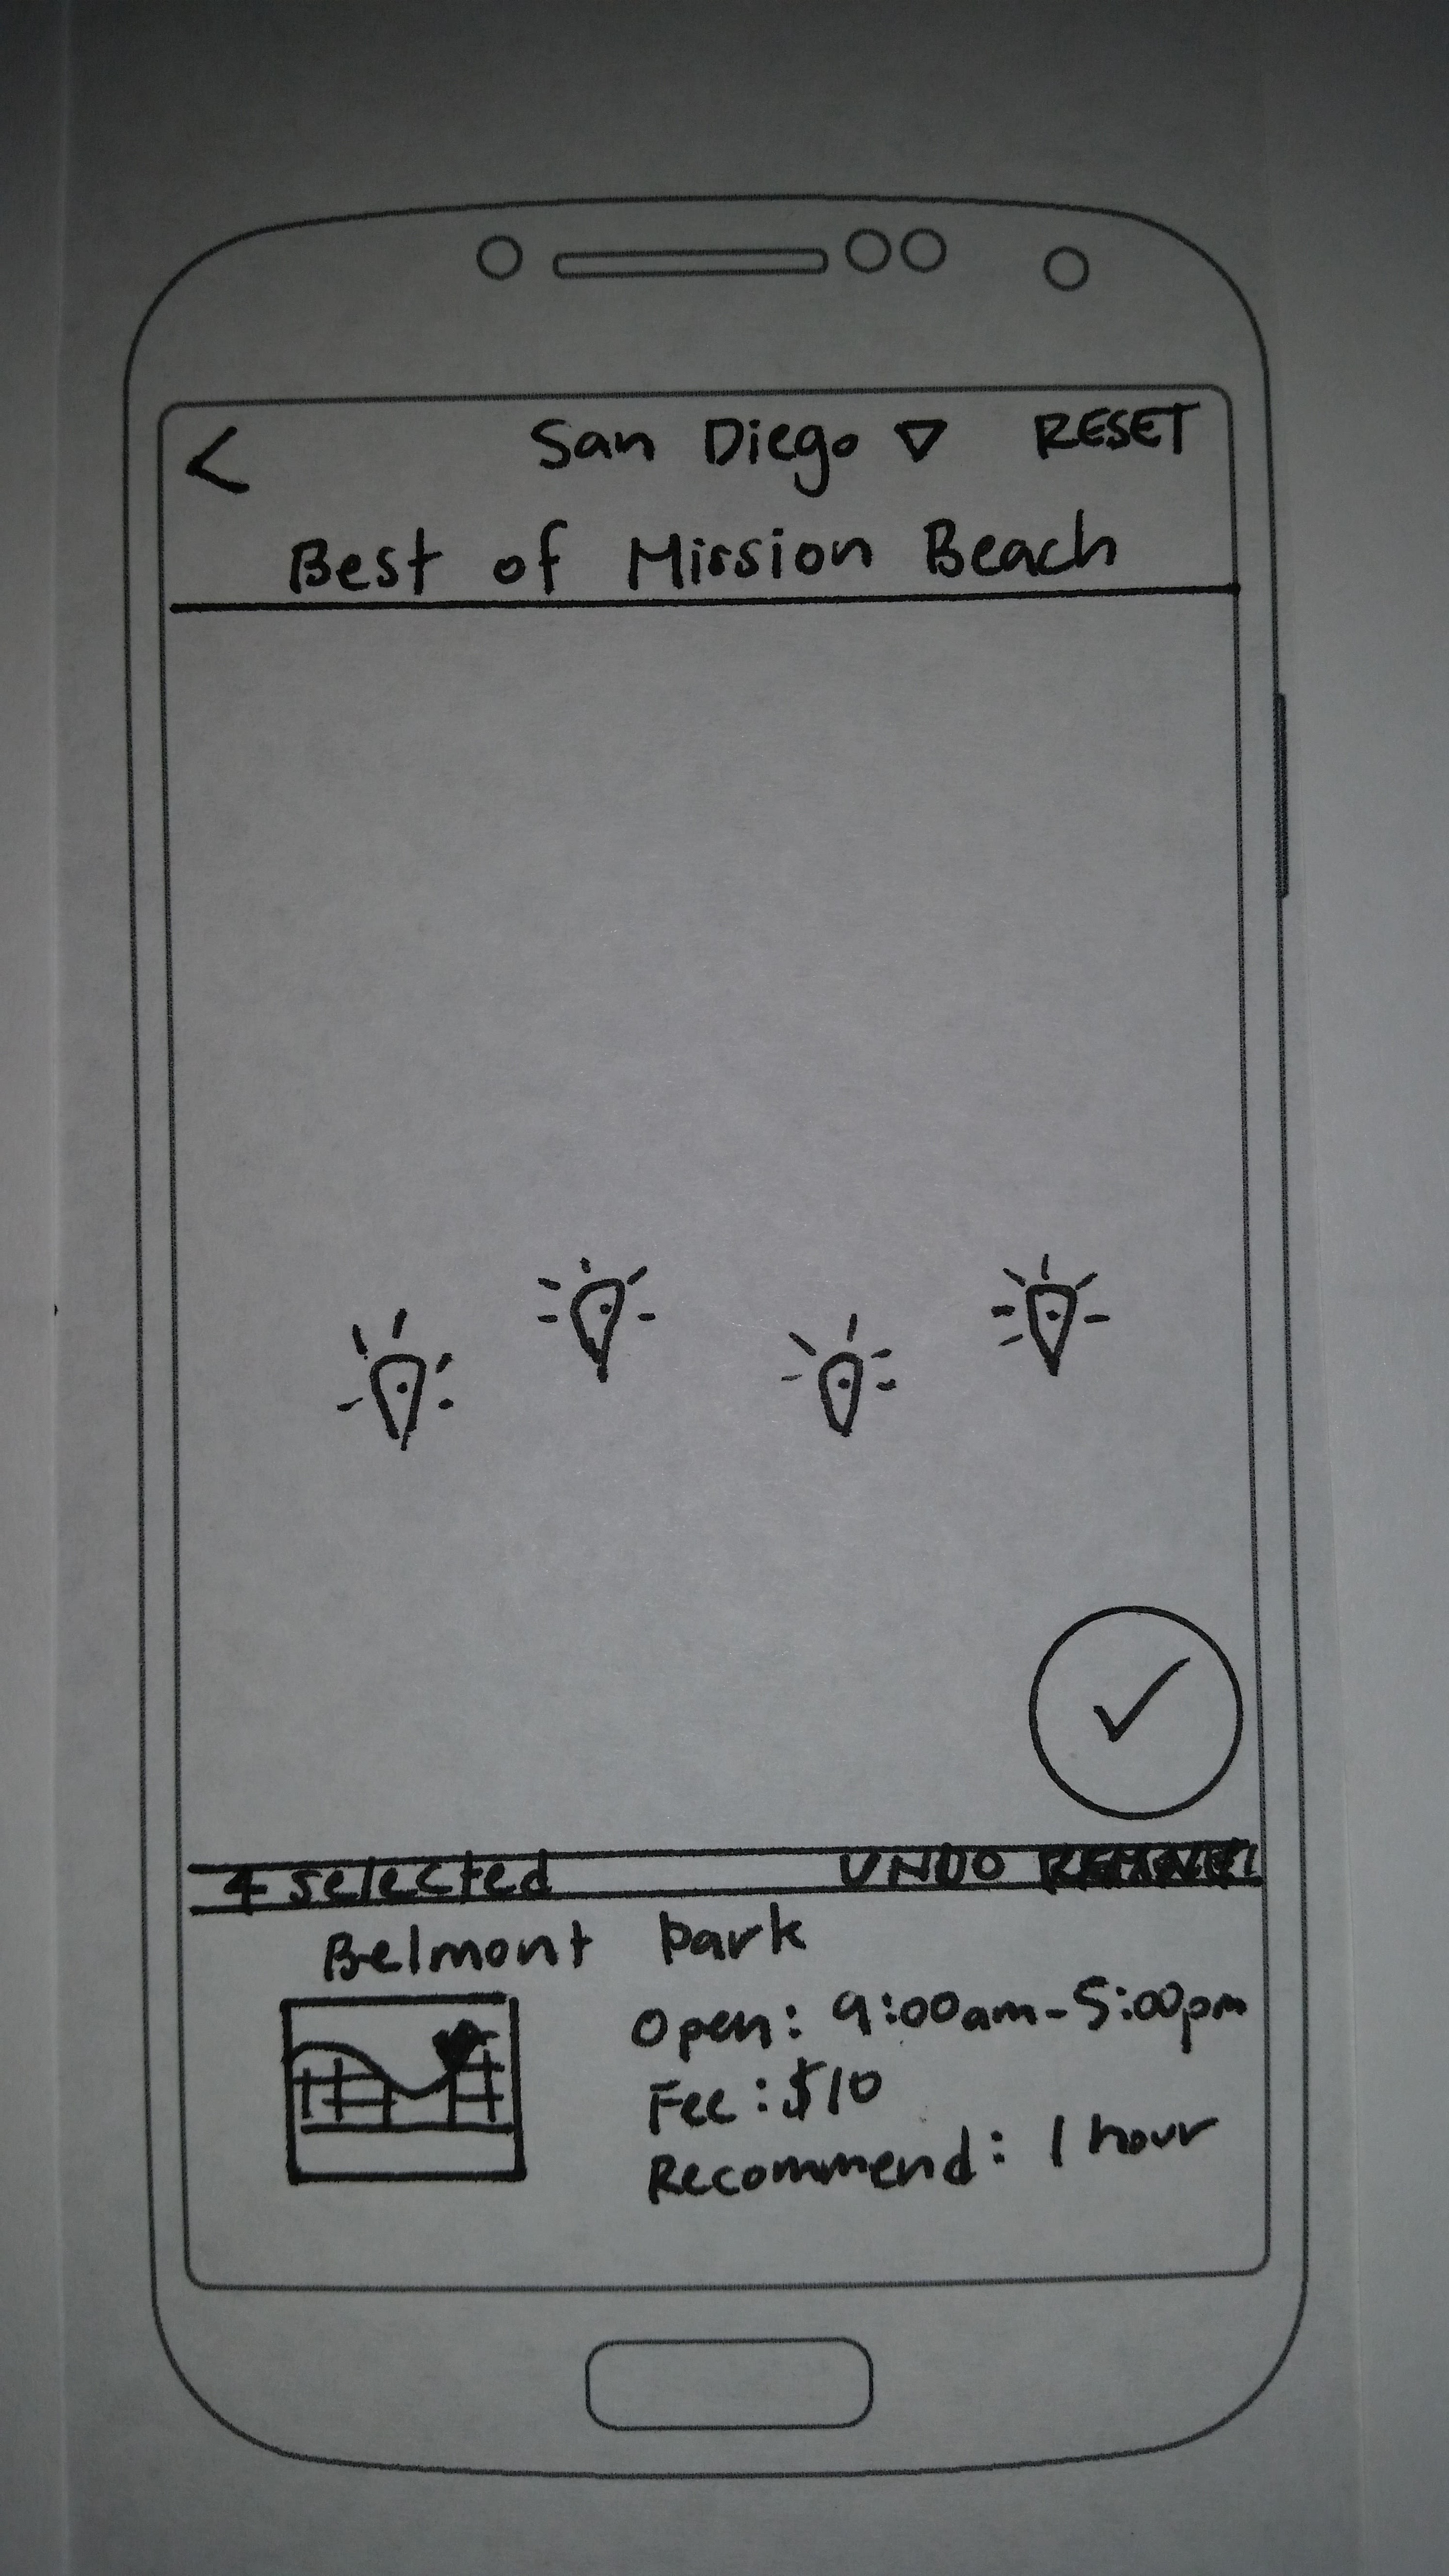 < San Diego ▽ RESET
Best of Mission Beach
4 selected UNDO
Belmont Park
Open: 9:00am-5:00pm
Fee: $10
Recommend: 1 hour